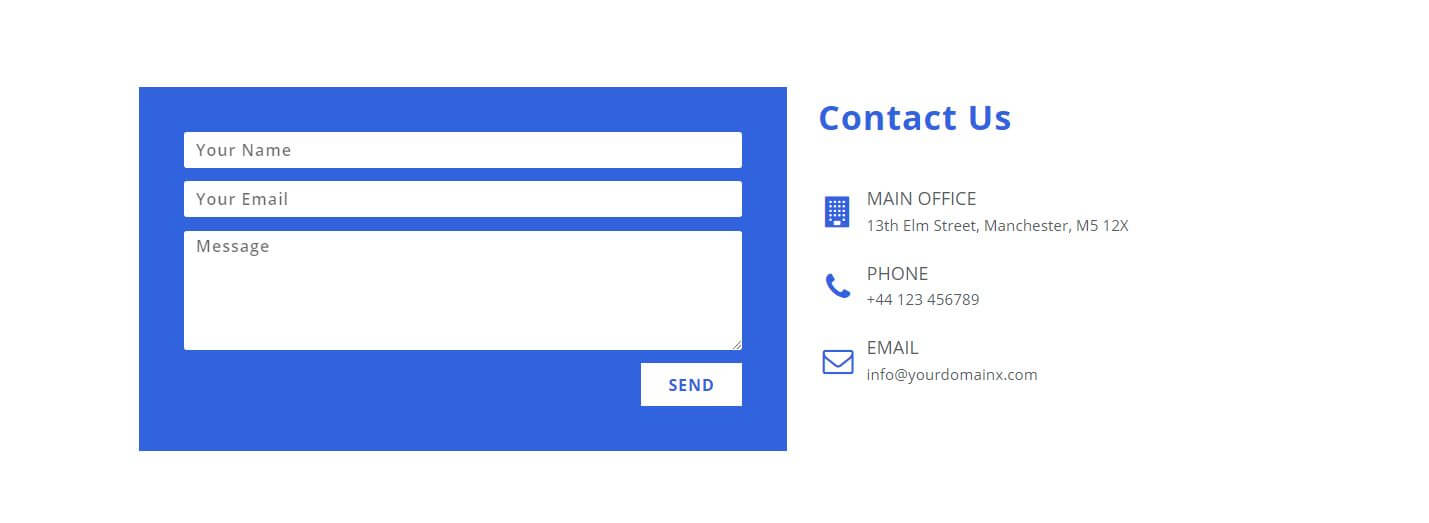 Your Name
Your Email
Message
SEND
Contact Us
MAIN OFFICE
13th Elm Street, Manchester, M5 12X
PHONE
+44 123 456789
EMAIL
info@yourdomainx.com